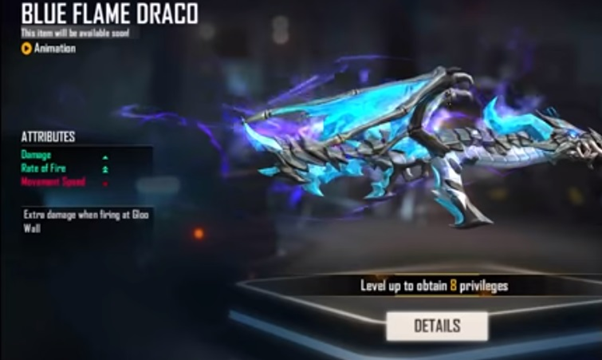 BLUE FLAME DRACO
This item will be available soon!
Animation
ATTRIBUTES
Damage
Rate of Fire
Movement Speed
Extra damage when firing at Gloo
Wall
Level up to obtain 8 privileges
DETAILS